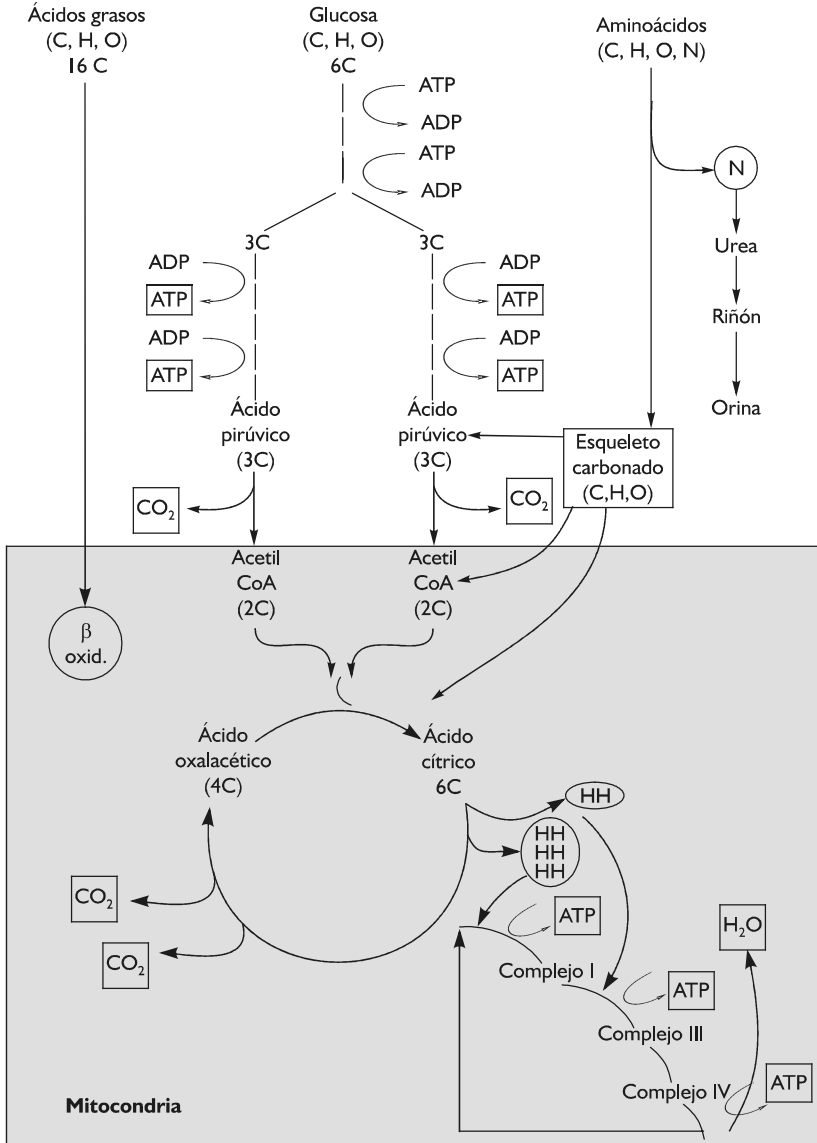 Ácidos grasos
(C, H, O)
16 C
Glucosa
(C, H, O)
6C
Aminoácidos
(C, H, O, N)
ATP
ADP
ATP
ADP
N
Urea
Riñón
Orina
3C
3C
ADP
ATP
ADP
ATP
ADP
ATP
ADP
ATP
Ácido
pirúvico
(3C)
Ácido
pirúvico
(3C)
Esqueleto
carbonado
(C,H,O)
CO₂
CO₂
Acetil
CoA
(2C)
Acetil
CoA
(2C)
β
oxid.
Ácido
oxalacético
(4C)
Ácido
cítrico
6C
HH
HH
HH
HH
CO₂
CO₂
ATP
H₂O
Complejo I
ATP
Complejo III
Complejo IV
ATP
Mitocondria